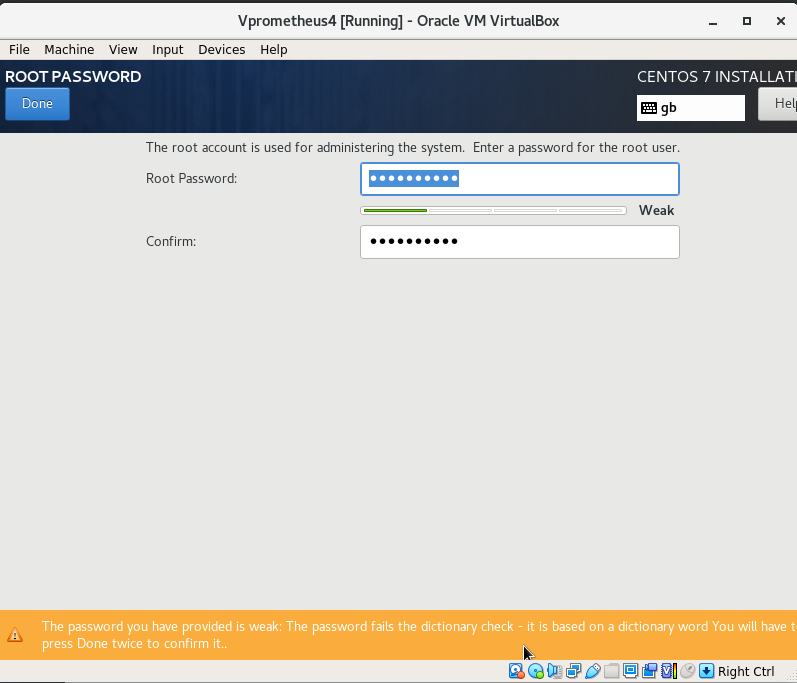 Vprometheus4 [Running] - Oracle VM VirtualBox
File Machine View Input Devices Help
ROOT PASSWORD
CENTOS 7 INSTALLATI
Done
gb
Help
The root account is used for administering the system.  Enter a password for the root user.
Root Password: ●●●●●●●●●●
Weak
Confirm: ●●●●●●●●●●
The password you have provided is weak: The password fails the dictionary check - it is based on a dictionary word You will have t
press Done twice to confirm it..
Right Ctrl